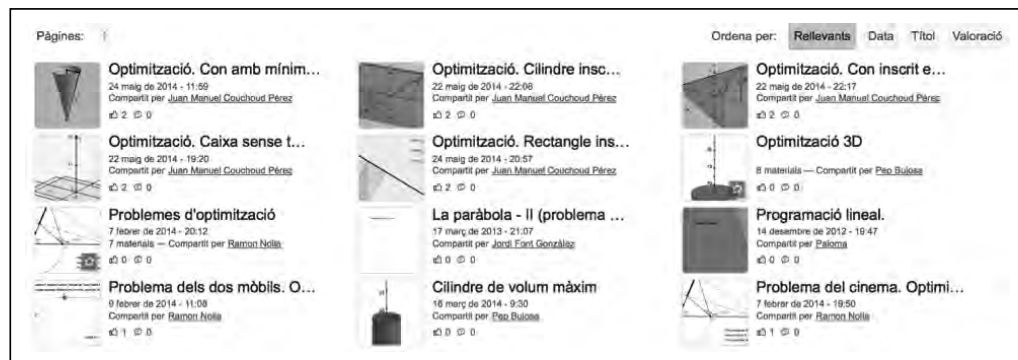 Pàgines: 1
Ordena per: Rellevants Data Títol Valoració
Optimització. Con amb mínim...
24 maig de 2014 - 11:59
Compartit per Juan Manuel Couchoud Pérez
2 0
Optimització. Cilindre insc...
22 maig de 2014 - 22:08
Compartit per Juan Manuel Couchoud Pérez
2 0
Optimització. Con inscrit e...
22 maig de 2014 - 22:17
Compartit per Juan Manuel Couchoud Pérez
2 0
Optimització. Caixa sense t...
22 maig de 2014 - 19:20
Compartit per Juan Manuel Couchoud Pérez
2 0
Optimització. Rectangle ins...
24 maig de 2014 - 20:57
Compartit per Juan Manuel Couchoud Pérez
2 0
Optimització 3D
8 materials — Compartit per Pep Bujosa
0 0
Problemes d'optimització
7 febrer de 2014 - 20:12
7 materials — Compartit per Ramon Nolla
0 0
La paràbola - II (problema ...
17 març de 2013 - 21:07
Compartit per Jordi Font González
0 0
Programació lineal.
14 desembre de 2012 - 19:47
Compartit per Paloma
0 0
Problema dels dos mòbils. O...
9 febrer de 2014 - 11:08
Compartit per Ramon Nolla
1 0
Cilindre de volum màxim
16 març de 2014 - 9:30
Compartit per Pep Bujosa
0 0
Problema del cinema. Optimi...
7 febrer de 2014 - 19:50
Compartit per Ramon Nolla
1 0